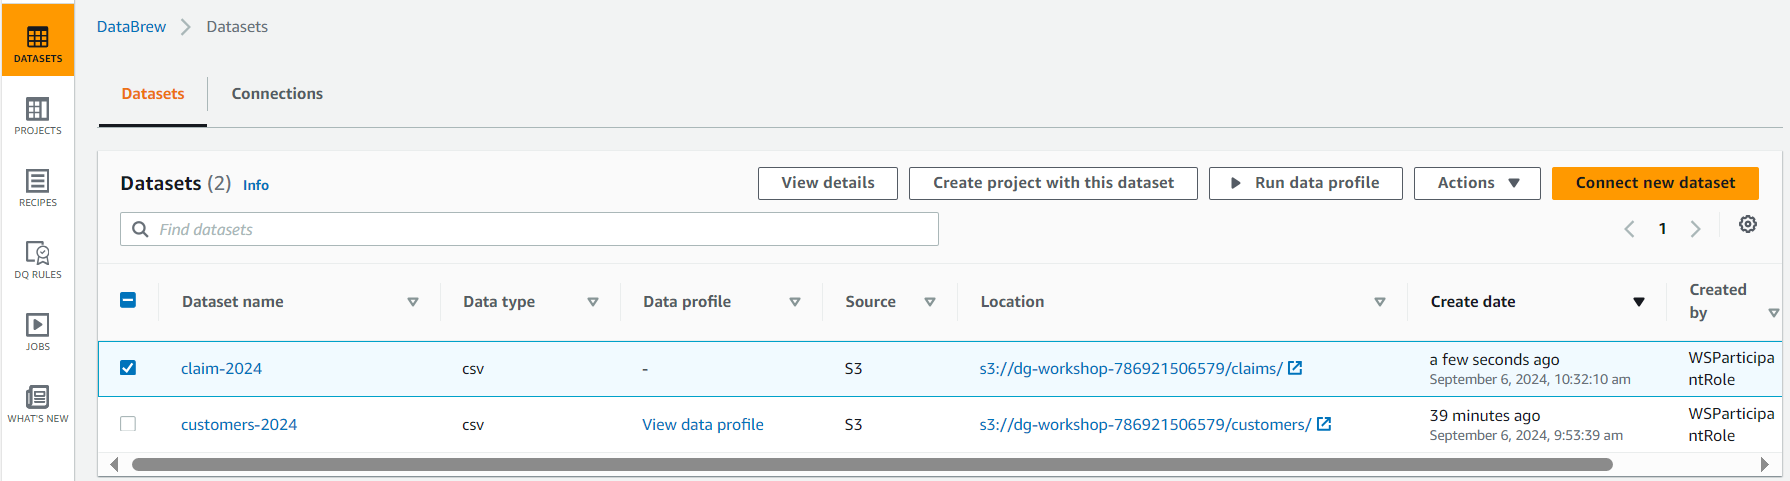 DataBrew > Datasets
DATASETS
PROJECTS
RECIPES
DQ RULES
JOBS
WHAT'S NEW
Datasets Connections
Datasets (2) Info View details Create project with this dataset Run data profile Actions Connect new dataset
Find datasets 1
Dataset name Data type Data profile Source Location Create date Created by
claim-2024 csv - S3 s3://dg-workshop-786921506579/claims/ a few seconds ago WSParticipa
September 6, 2024, 10:32:10 am ntRole
customers-2024 csv View data profile S3 s3://dg-workshop-786921506579/customers/ 39 minutes ago WSParticipa
September 6, 2024, 9:53:39 am ntRole